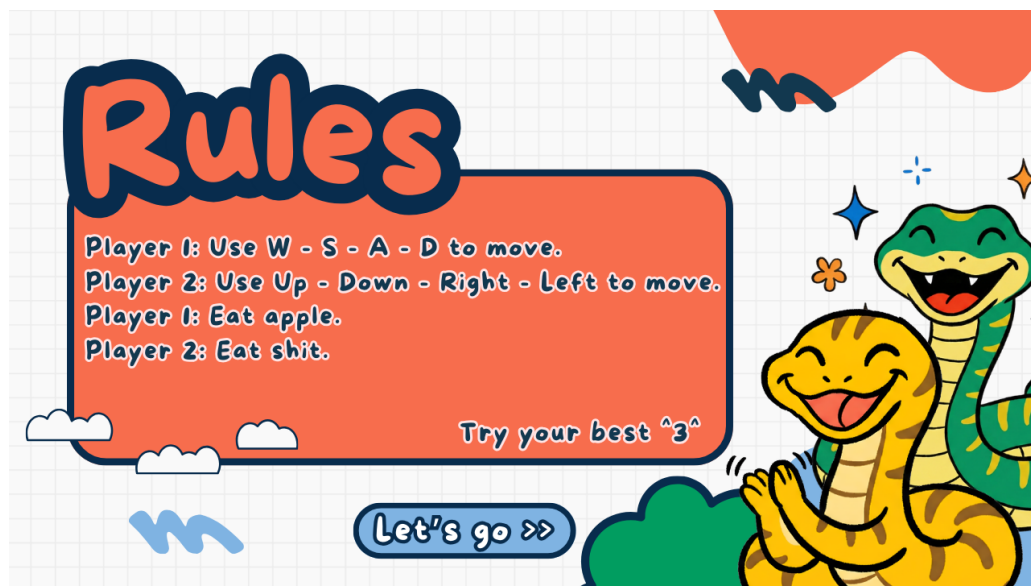 Rules
Player 1: Use W - S - A - D to move.
Player 2: Use Up - Down - Right - Left to move.
Player 1: Eat apple.
Player 2: Eat shit.
Try your best ^3^
Let's go >>